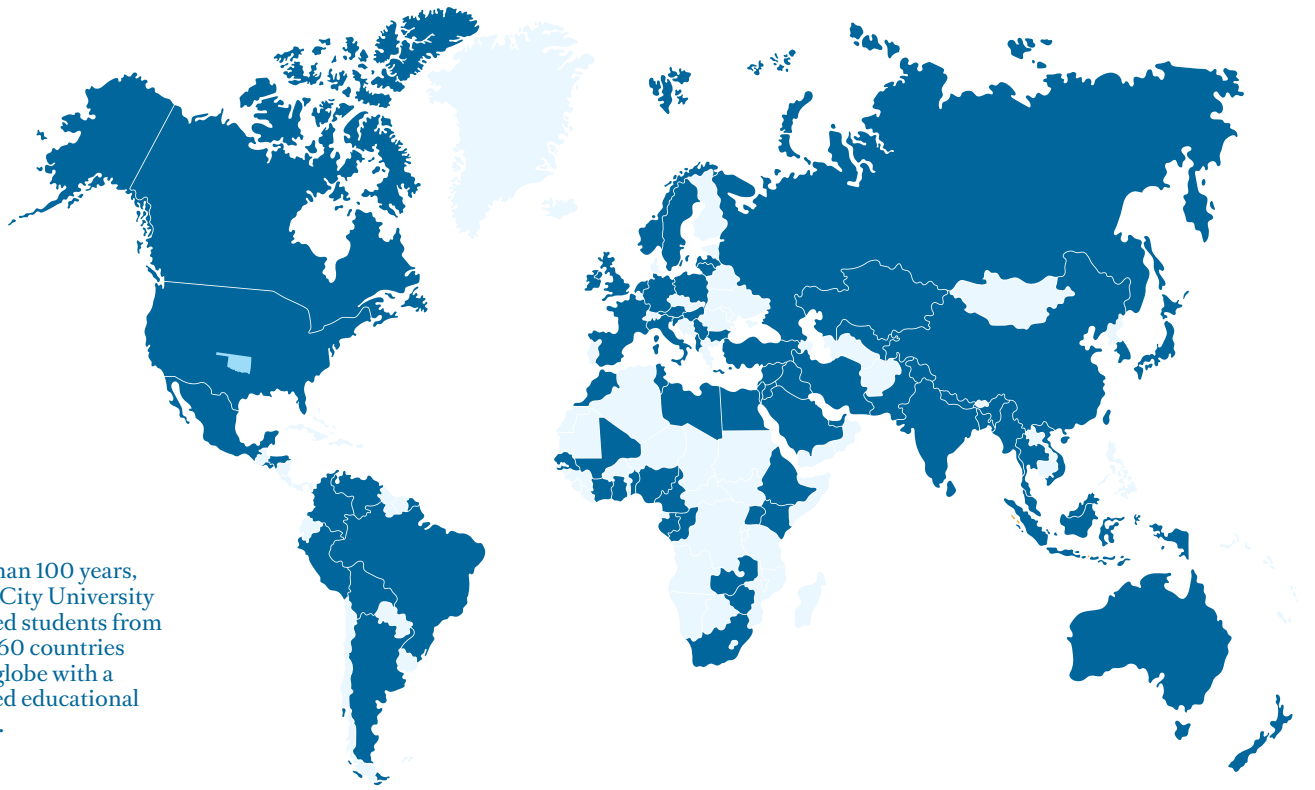 han 100 years,
City University
ed students from
60 countries
globe with a
ed educational
.